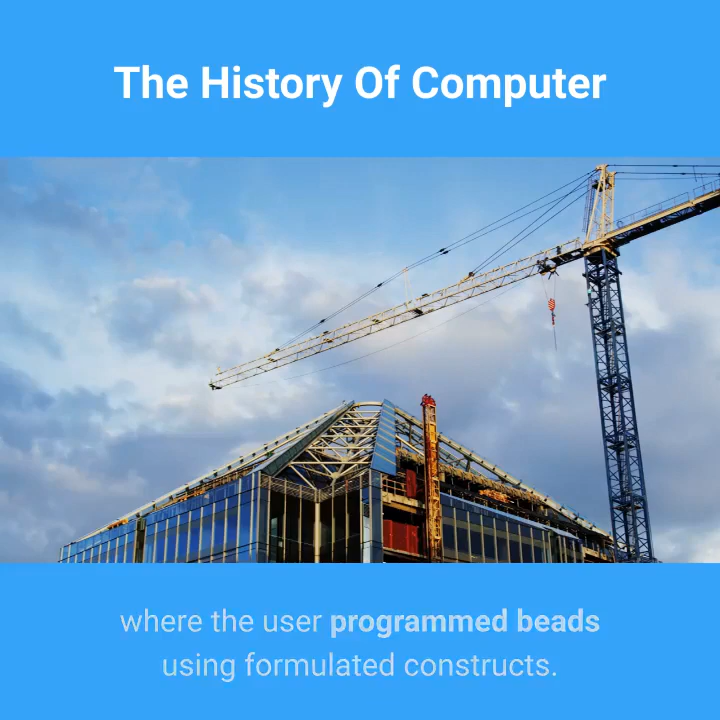 The History Of Computer
where the user programmed beads
using formulated constructs.